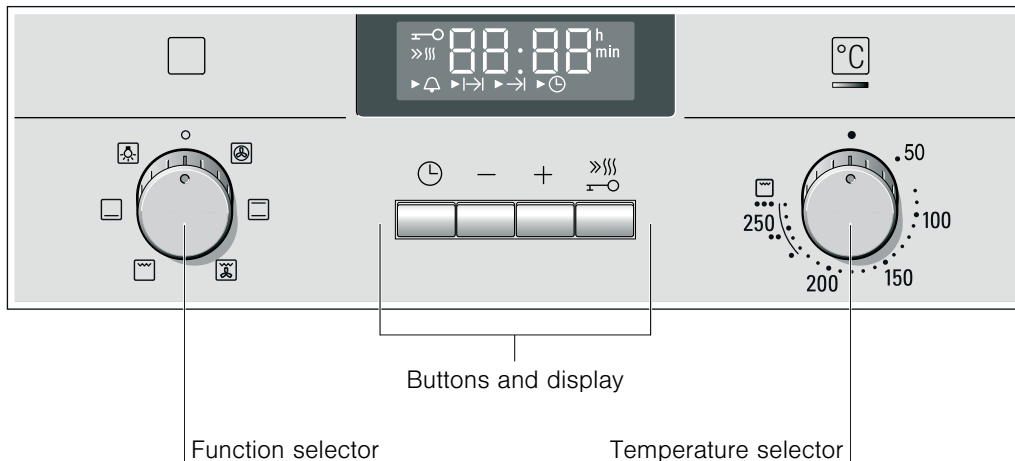 88:88 h
min
°C
50
100
150
200
250
− +
Buttons and display
Function selector Temperature selector